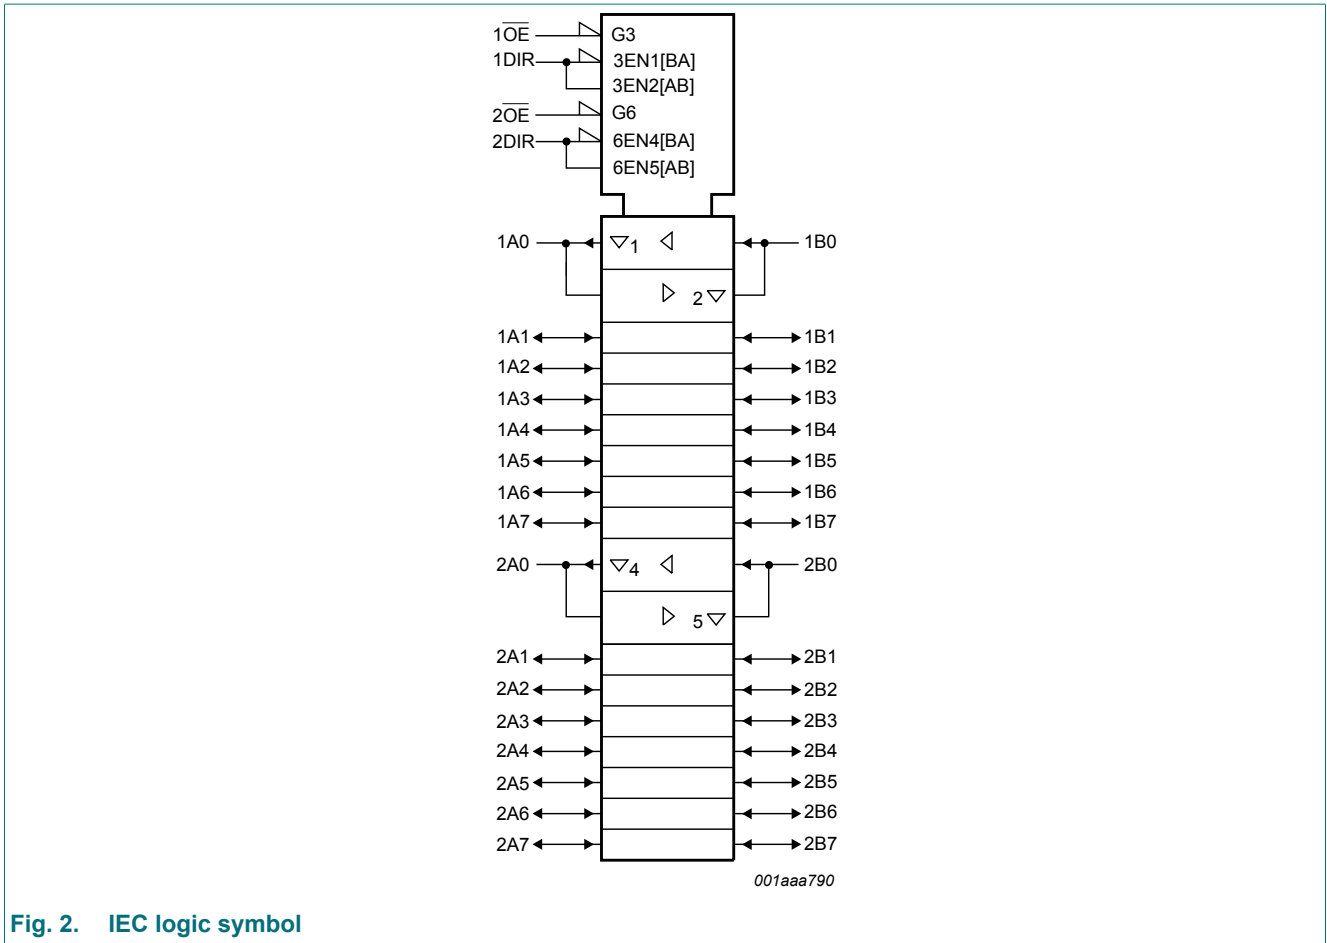 1O̅E̅ G3
1DIR 3EN1[BA]
3EN2[AB]
2O̅E̅ G6
2DIR 6EN4[BA]
6EN5[AB]
1A0 1 1B0
2
1A1 1B1
1A2 1B2
1A3 1B3
1A4 1B4
1A5 1B5
1A6 1B6
1A7 1B7
2A0 4 2B0
5
2A1 2B1
2A2 2B2
2A3 2B3
2A4 2B4
2A5 2B5
2A6 2B6
2A7 2B7
001aaa790
Fig. 2. IEC logic symbol